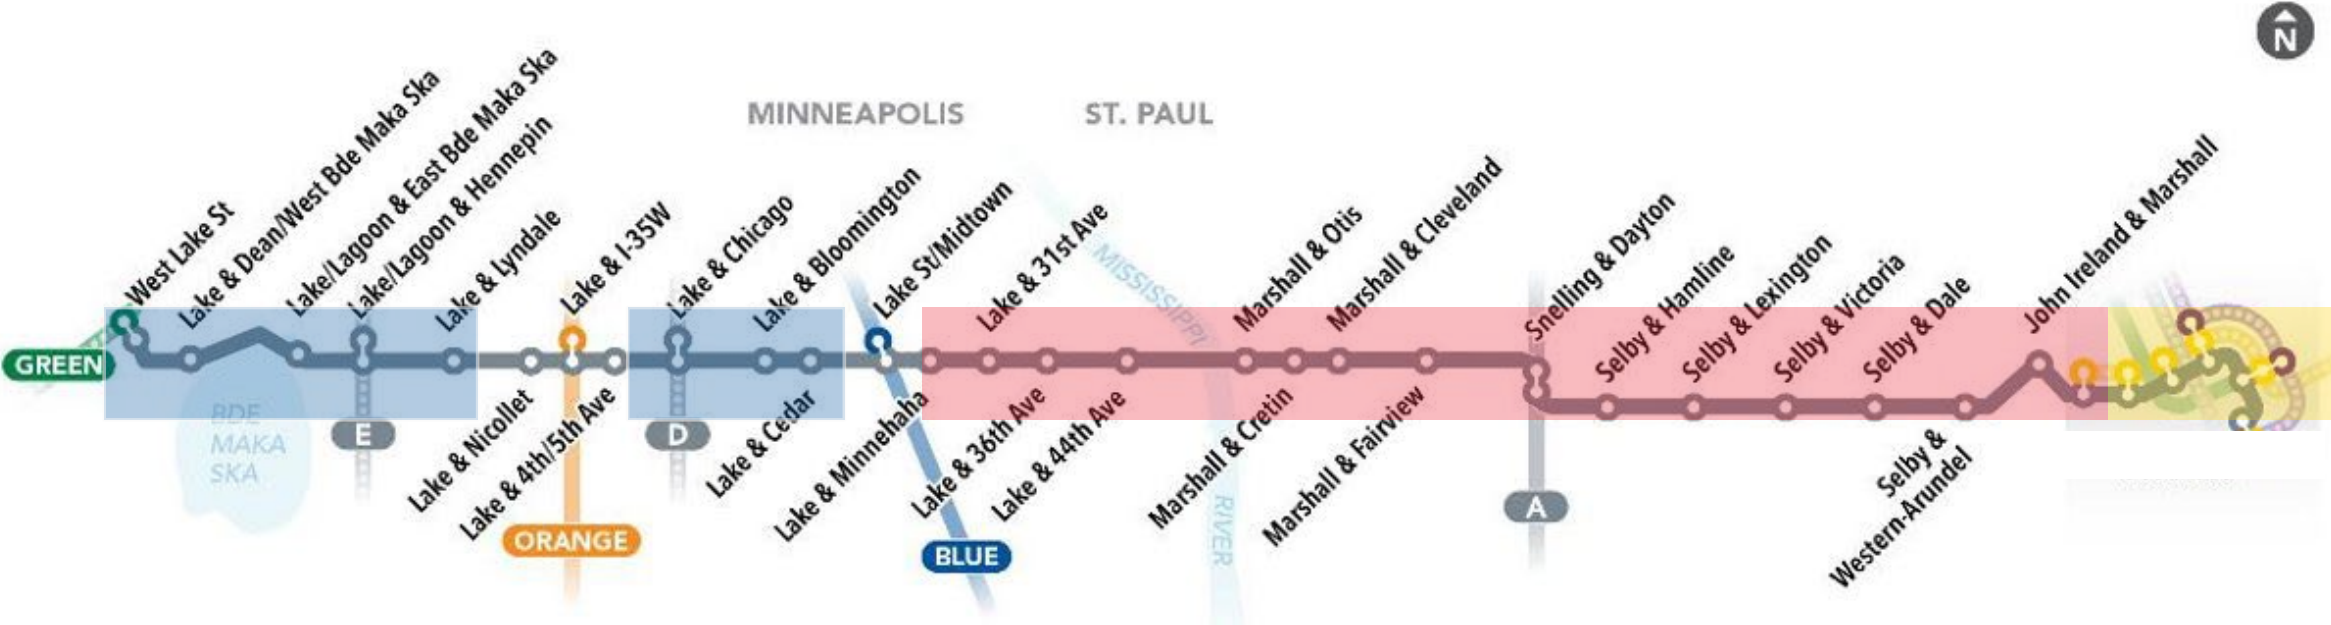 N
MINNEAPOLIS
ST. PAUL
West Lake St
Lake & Dean/West Bde Maka Ska
Lake/Lagoon & East Bde Maka Ska
Lake/Lagoon & Hennepin
Lake & Lyndale
Lake & I-35W
Lake & Chicago
Lake & Bloomington
Lake St/Midtown
Lake & 31st Ave
MISSISSIPPI
Marshall & Otis
Marshall & Cleveland
Snelling & Dayton
Selby & Hamline
Selby & Lexington
Selby & Victoria
Selby & Dale
John Ireland & Marshall
GREEN
BDE
MAKA
SKA
E
Lake & Nicollet
Lake & 4th/5th Ave
D
Lake & Cedar
Lake & Minnehaha
Lake & 36th Ave
Lake & 44th Ave
Marshall & Cretin
RIVER
Marshall & Fairview
A
Selby &
Western-Arundel
ORANGE
BLUE